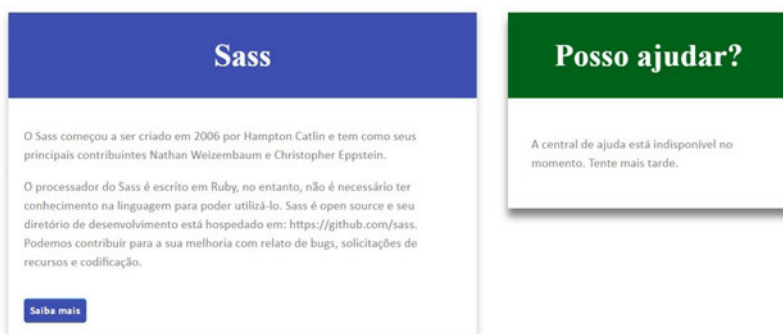 Sass
O Sass começou a ser criado em 2006 por Hampton Catlin e tem como seus
principais contribuintes Nathan Weizembaum e Christopher Eppstein.
O processador do Sass é escrito em Ruby, no entanto, não é necessário ter
conhecimento na linguagem para poder utilizá-lo. Sass é open source e seu
diretório de desenvolvimento está hospedado em: https://github.com/sass.
Podemos contribuir para a sua melhoria com relato de bugs, solicitações de
recursos e codificação.
Saiba mais
Posso ajudar?
A central de ajuda está indisponível no
momento. Tente mais tarde.